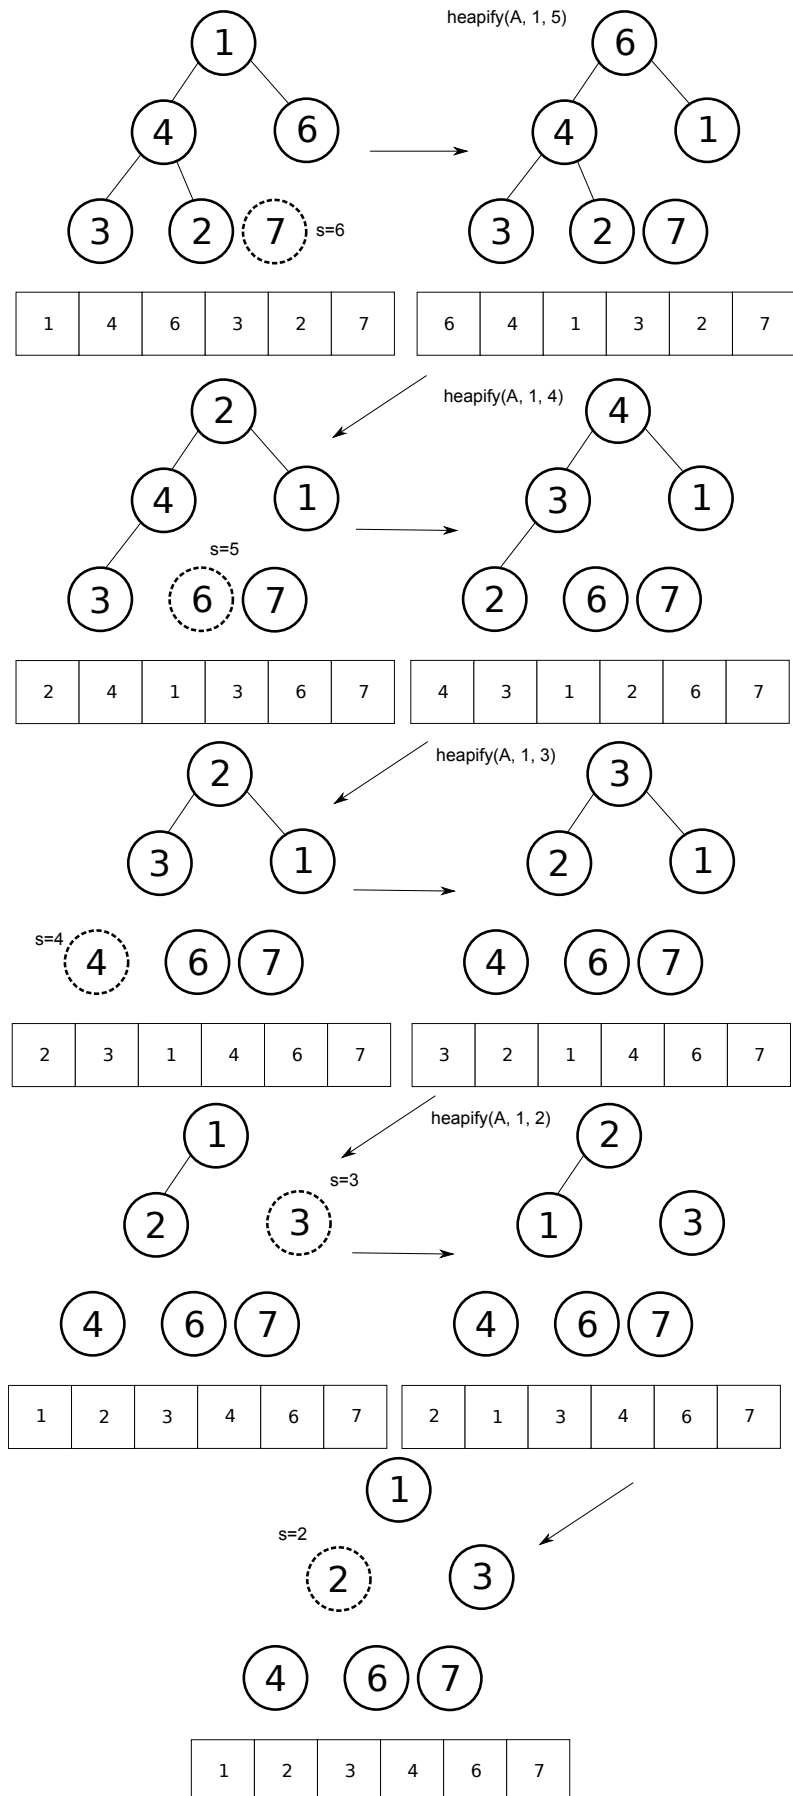 heapify(A, 1, 5)
1 6
4 6 4 1
3 2 7 s=6 3 2 7
1 4 6 3 2 7 6 4 1 3 2 7
heapify(A, 1, 4)
2 4
4 1 3 1
s=5
3 6 7 2 6 7
2 4 1 3 6 7 4 3 1 2 6 7
heapify(A, 1, 3)
2 3
3 1 2 1
s=4 4 6 7 4 6 7
2 3 1 4 6 7 3 2 1 4 6 7
heapify(A, 1, 2)
1 2
s=3
2 3 1 3
4 6 7 4 6 7
1 2 3 4 6 7 2 1 3 4 6 7
1
s=2
2 3
4 6 7
1 2 3 4 6 7